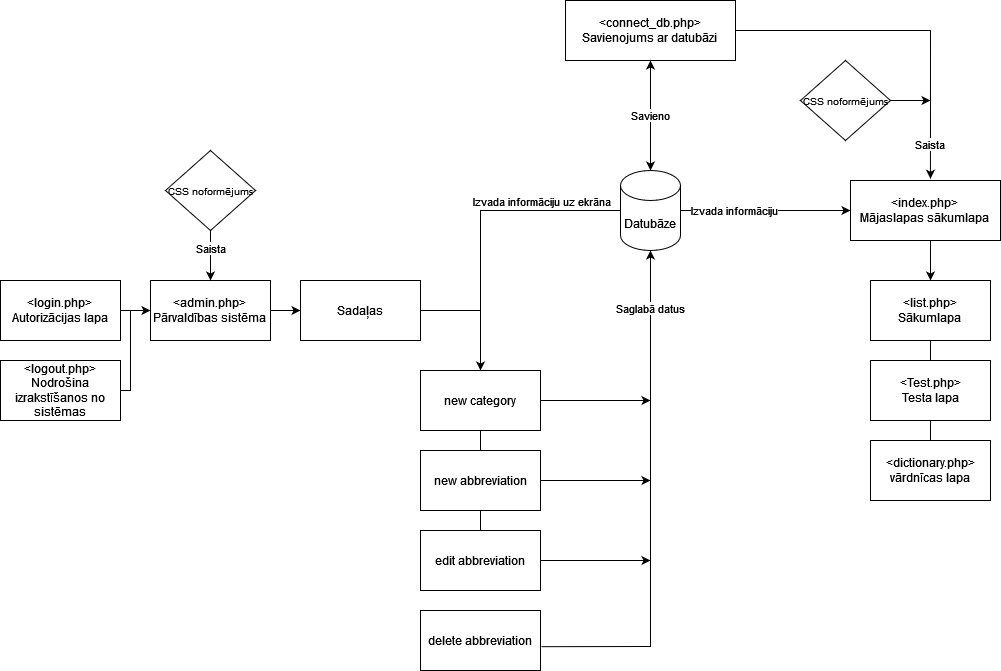 <connect_db.php>
Savienojums ar datubāzi
CSS noformējums
Savieno
Saista
CSS noformējums
Saista
Izvada informāciju uz ekrāna
Datubāze
Izvada informāciju
<index.php>
Mājaslapas sākumlapa
<login.php>
Autorizācijas lapa
<admin.php>
Pārvaldības sistēma
Sadaļas
Saglabā datus
<list.php>
Sākumlapa
<logout.php>
Nodrošina
izrakstīšanos no
sistēmas
new category
<Test.php>
Testa lapa
new abbreviation
<dictionary.php>
vārdnīcas lapa
edit abbreviation
delete abbreviation